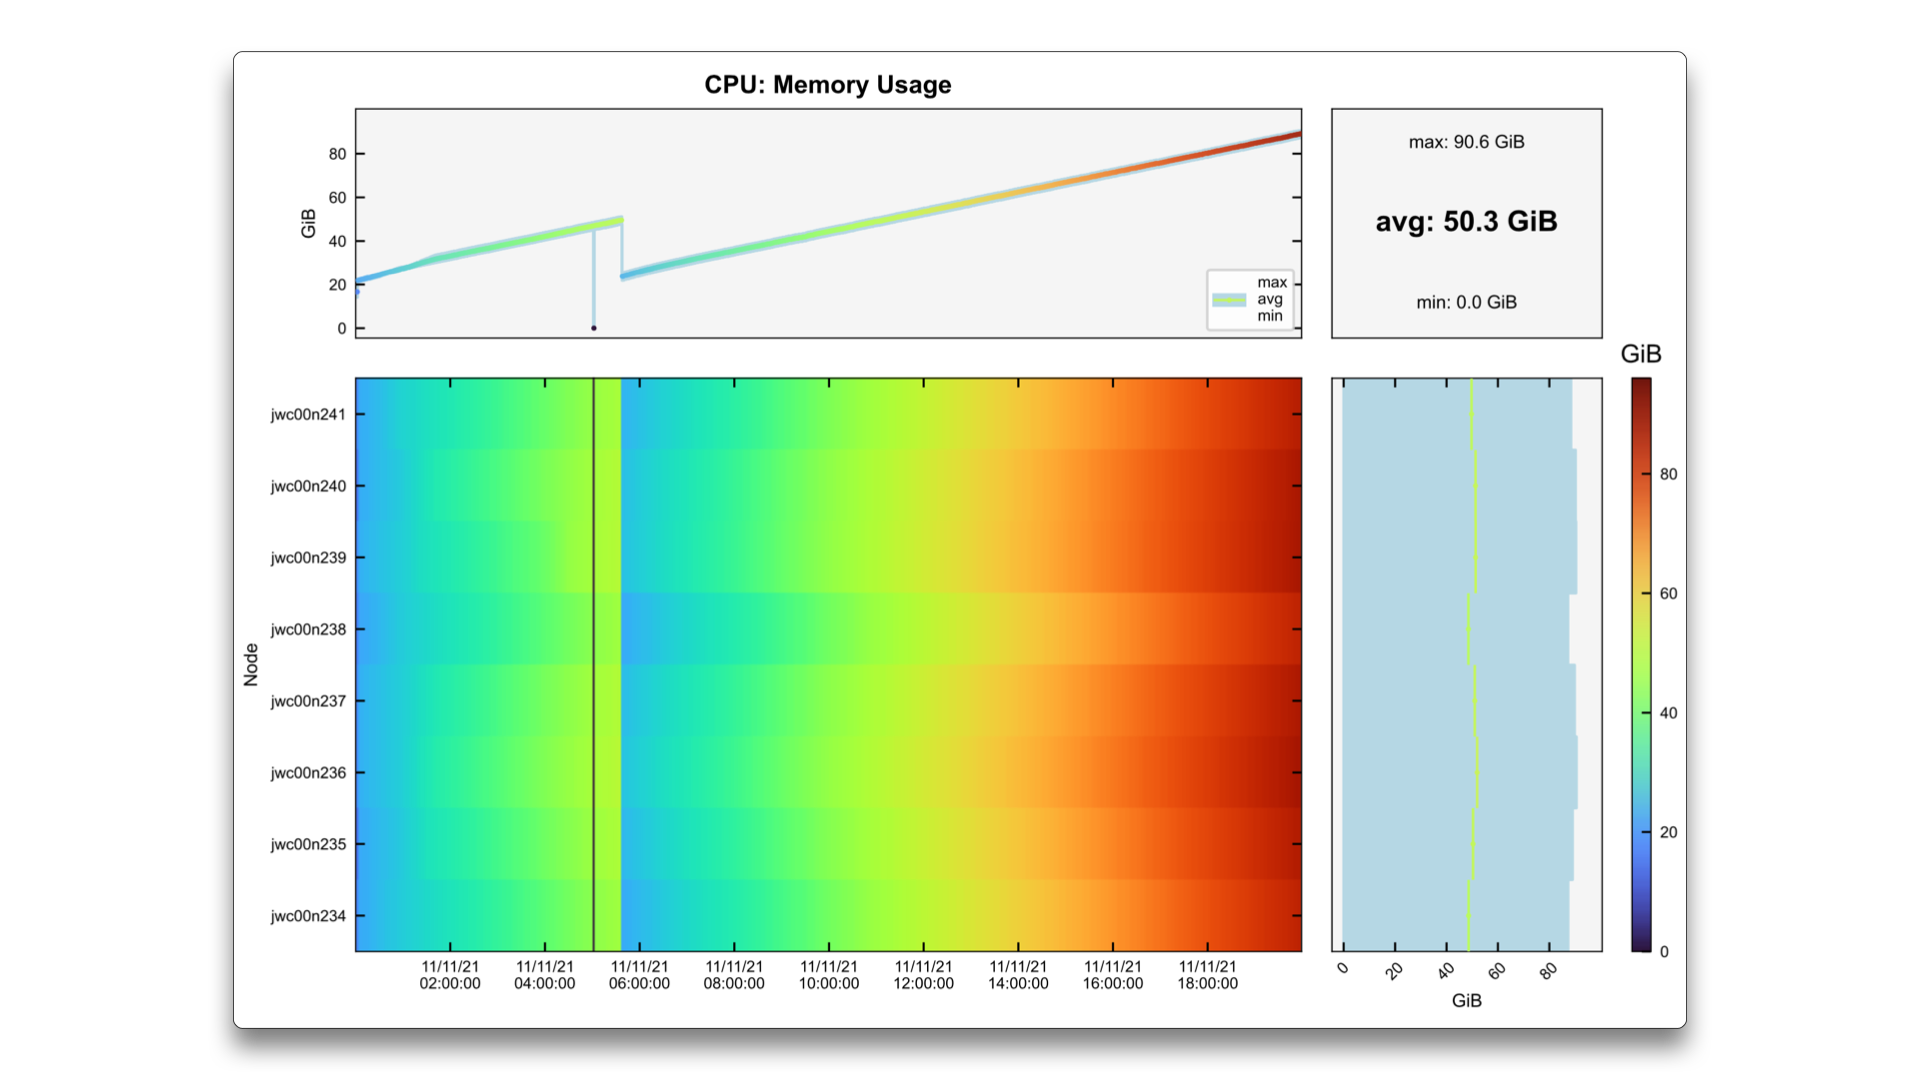 CPU: Memory Usage
GiB
80
60
40
20
0
max
avg
min
max: 90.6 GiB
avg: 50.3 GiB
min: 0.0 GiB
Node
jwc00n241
jwc00n240
jwc00n239
jwc00n238
jwc00n237
jwc00n236
jwc00n235
jwc00n234
11/11/21 02:00:00
11/11/21 04:00:00
11/11/21 06:00:00
11/11/21 08:00:00
11/11/21 10:00:00
11/11/21 12:00:00
11/11/21 14:00:00
11/11/21 16:00:00
11/11/21 18:00:00
0
20
40
60
80
GiB
GiB
80
60
40
20
0